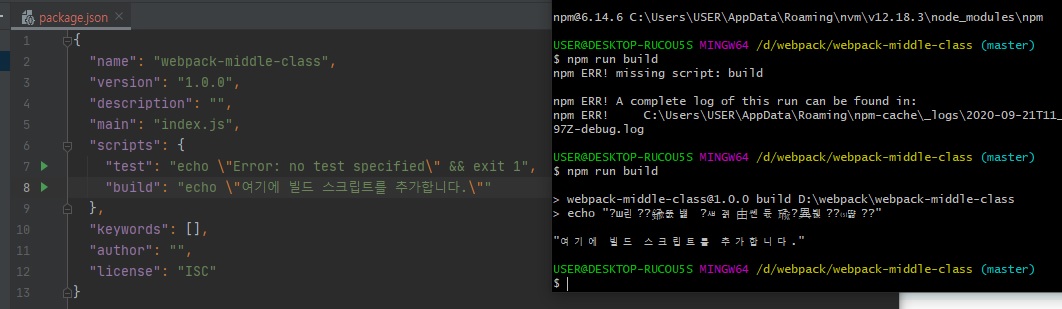 package.json
1 {
2 "name": "webpack-middle-class",
3 "version": "1.0.0",
4 "description": "",
5 "main": "index.js",
6 "scripts": {
7 "test": "echo \"Error: no test specified\" && exit 1",
8 "build": "echo \"여기에 빌드 스크립트를 추가합니다.\""
9 },
10 "keywords": [],
11 "author": "",
12 "license": "ISC"
13 }
npm@6.14.6 C:\Users\USER\AppData\Roaming\nvm\v12.18.3\node_modules\npm
USER@DESKTOP-RUCOU5S MINGW64 /d/webpack/webpack-middle-class (master)
$ npm run build
npm ERR! missing script: build
npm ERR! A complete log of this run can be found in:
npm ERR! C:\Users\USER\AppData\Roaming\npm-cache\_logs\2020-09-21T11_
97Z-debug.log
USER@DESKTOP-RUCOU5S MINGW64 /d/webpack/webpack-middle-class (master)
$ npm run build
> webpack-middle-class@1.0.0 build D:\webpack\webpack-middle-class
> echo
"여기에 빌드 스크립트를 추가합니다."
USER@DESKTOP-RUCOU5S MINGW64 /d/webpack/webpack-middle-class (master)
$